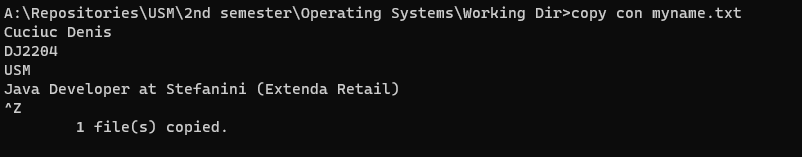 A:\Repositories\USM\2nd semester\Operating Systems\Working Dir>copy con myname.txt
Cuciuc Denis
DJ2204
USM
Java Developer at Stefanini (Extenda Retail)
^Z
        1 file(s) copied.